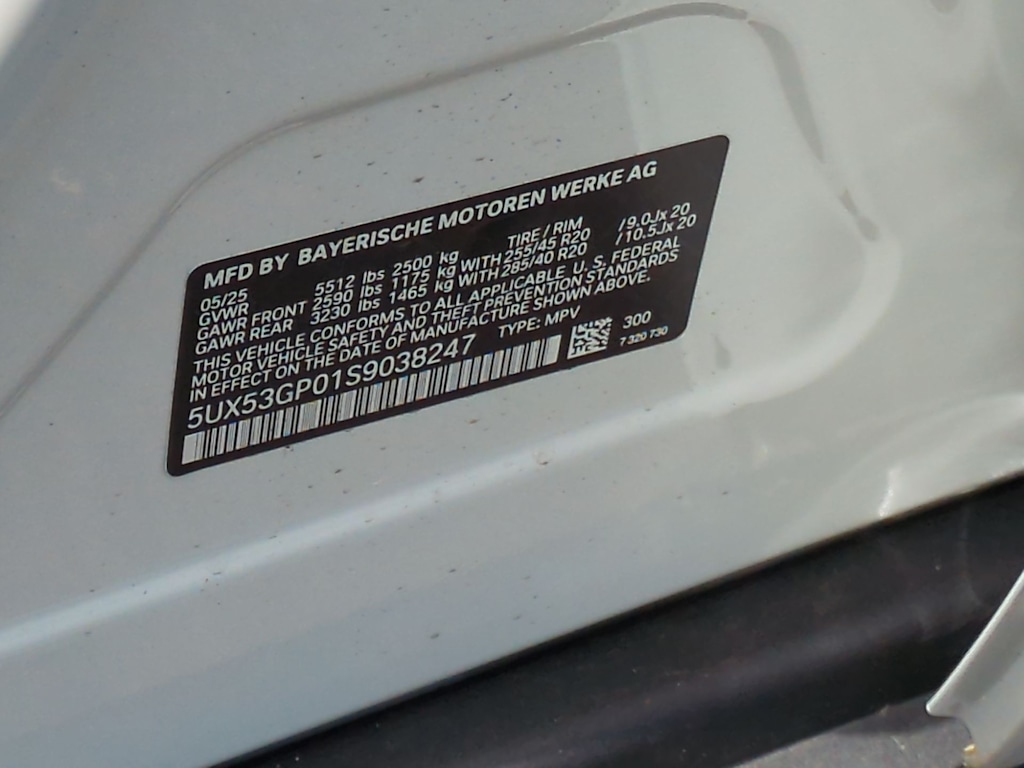 MFD BY BAYERISCHE MOTOREN WERKE AG
05/25
GVWR 5512 lbs 2500 kg TIRE / RIM
GAWR FRONT 2590 lbs 1175 kg WITH 255/45 R20 / 9.0Jx 20
GAWR REAR 3230 lbs 1465 kg WITH 285/40 R20 / 10.5Jx 20
THIS VEHICLE CONFORMS TO ALL APPLICABLE U. S. FEDERAL
MOTOR VEHICLE SAFETY AND THEFT PREVENTION STANDARDS
IN EFFECT ON THE DATE OF MANUFACTURE SHOWN ABOVE.
5UX53GP01S9038247 TYPE: MPV 300
7 320 730